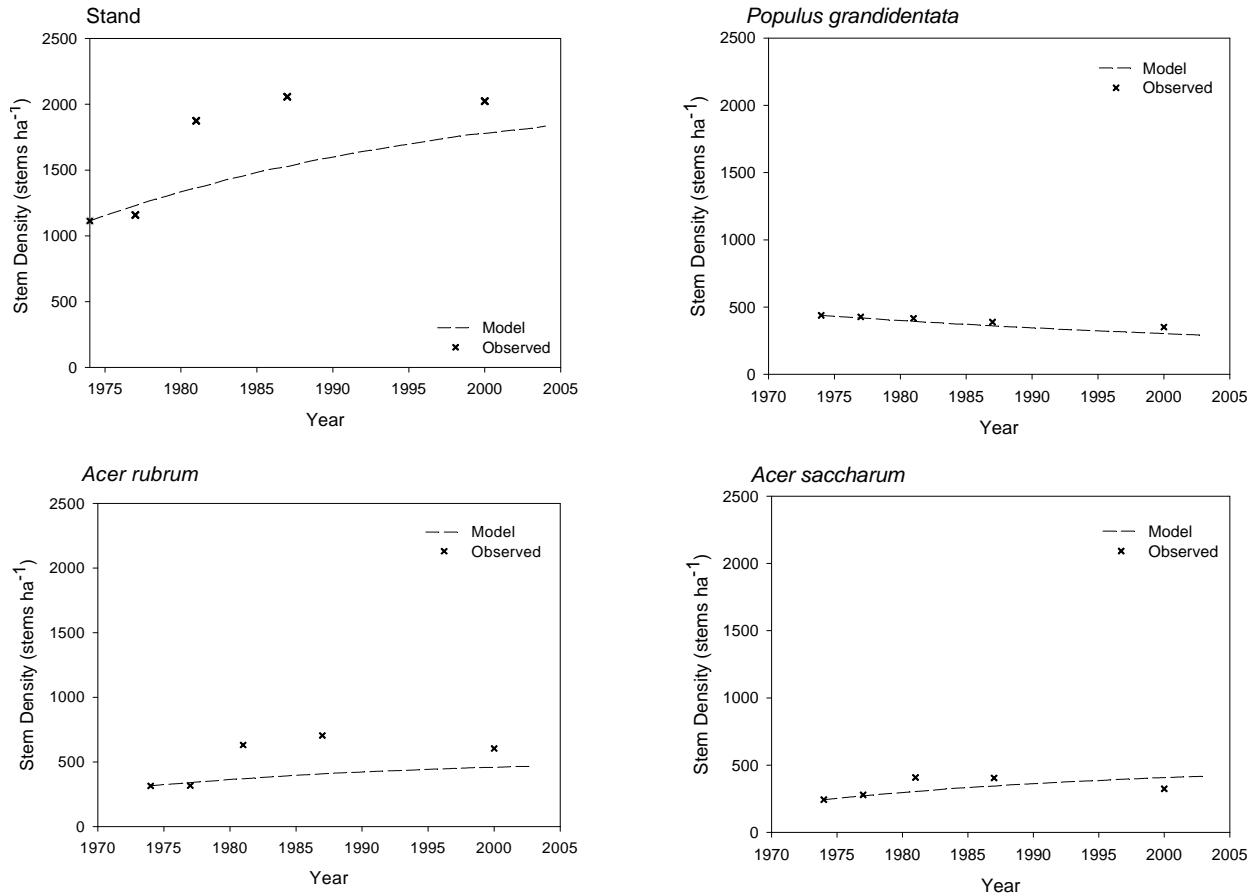 Stand
2500
2000
1500
1000
500
0
Stem Density (stems ha-1)
1975 1980 1985 1990 1995 2000 2005
Year
Model
Observed
Populus grandidentata
2500
2000
1500
1000
500
0
Stem Density (stems ha-1)
1970 1975 1980 1985 1990 1995 2000 2005
Year
Model
Observed
Acer rubrum
2500
2000
1500
1000
500
0
Stem Density (stems ha-1)
1970 1975 1980 1985 1990 1995 2000 2005
Year
Model
Observed
Acer saccharum
2500
2000
1500
1000
500
0
Stem Density (stems ha-1)
1970 1975 1980 1985 1990 1995 2000 2005
Year
Model
Observed